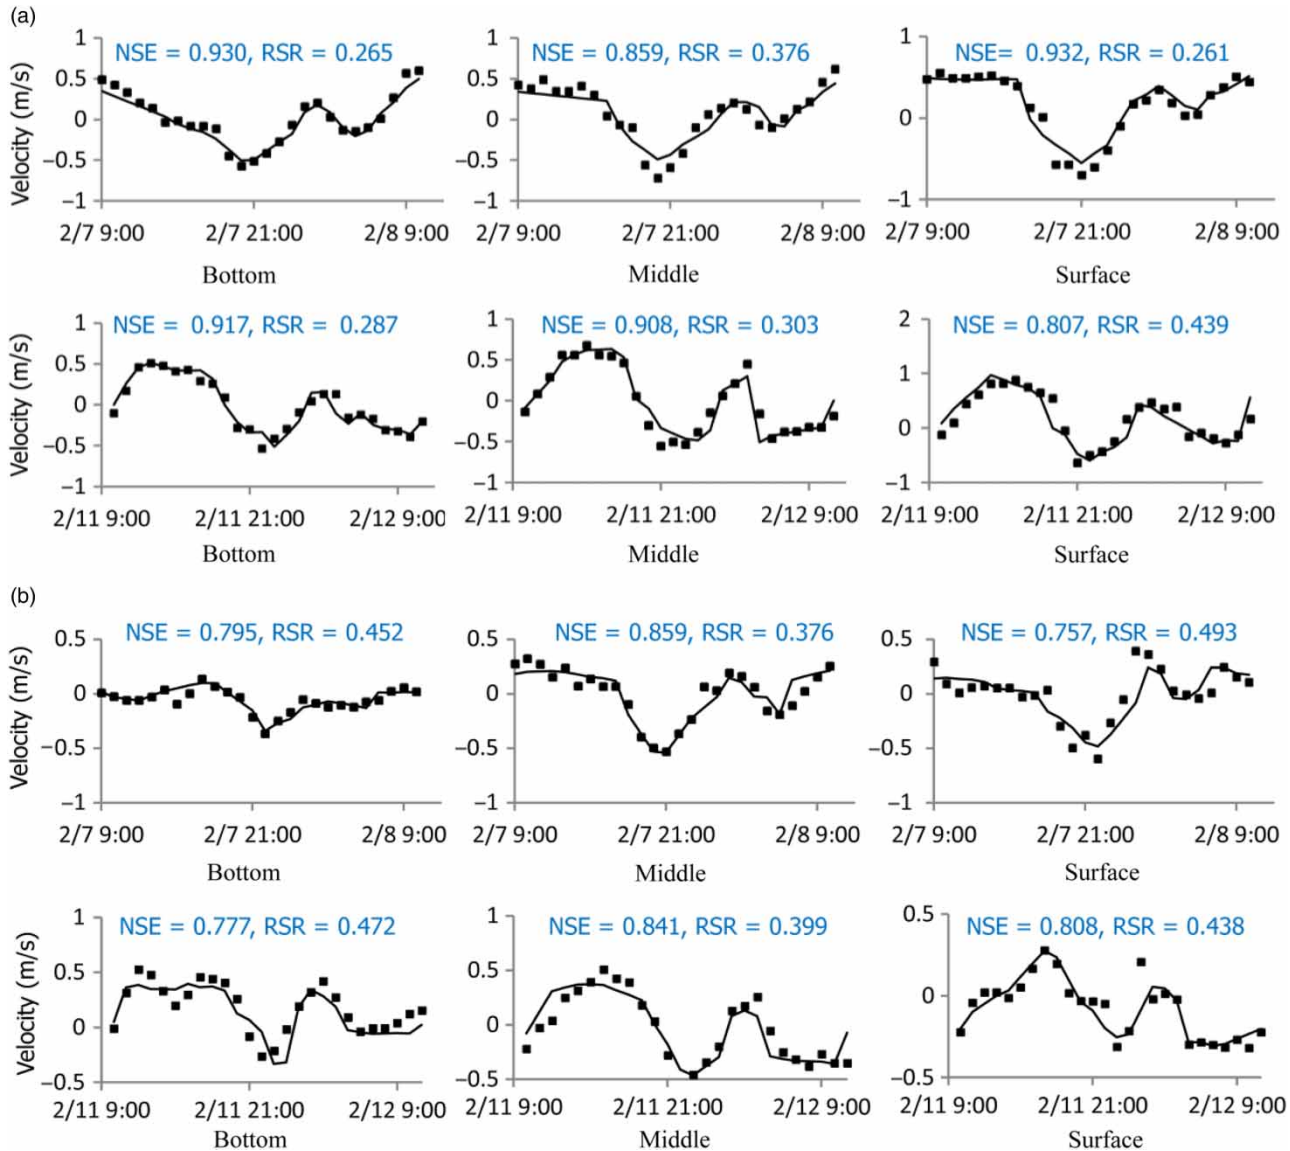 (a)
NSE = 0.930, RSR = 0.265
NSE = 0.859, RSR = 0.376
NSE= 0.932, RSR = 0.261
Velocity (m/s)
1
0.5
0
−0.5
−1
1
0.5
0
−0.5
−1
1
0
−1
2/7 9:00 2/7 21:00 2/8 9:00
2/7 9:00 2/7 21:00 2/8 9:00
2/7 9:00 2/7 21:00 2/8 9:00
Bottom
Middle
Surface
NSE = 0.917, RSR = 0.287
NSE = 0.908, RSR = 0.303
NSE = 0.807, RSR = 0.439
Velocity (m/s)
1
0.5
0
−0.5
−1
1
0.5
0
−0.5
−1
2
1
0
−1
2/11 9:00 2/11 21:00 2/12 9:00
2/11 9:00 2/11 21:00 2/12 9:00
2/11 9:00 2/11 21:00 2/12 9:00
Bottom
Middle
Surface
(b)
NSE = 0.795, RSR = 0.452
NSE = 0.859, RSR = 0.376
NSE = 0.757, RSR = 0.493
Velocity (m/s)
0.5
0
−0.5
−1
0.5
0
−0.5
−1
0.5
0
−0.5
−1
2/7 9:00 2/7 21:00 2/8 9:00
2/7 9:00 2/7 21:00 2/8 9:00
2/7 9:00 2/7 21:00 2/8 9:00
Bottom
Middle
Surface
NSE = 0.777, RSR = 0.472
NSE = 0.841, RSR = 0.399
NSE = 0.808, RSR = 0.438
Velocity (m/s)
1
0.5
0
−0.5
1
0.5
0
−0.5
0.5
0
−0.5
2/11 9:00 2/11 21:00 2/12 9:00
2/11 9:00 2/11 21:00 2/12 9:00
2/11 9:00 2/11 21:00 2/12 9:00
Bottom
Middle
Surface